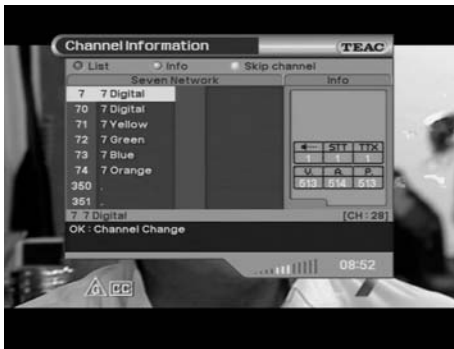 Channel Information TEAC
List Info Skip channel
Seven Network Info
7 7 Digital
70 7 Digital
71 7 Yellow
72 7 Green
73 7 Blue
74 7 Orange
350 .
351 .
STT TTX
1 1 1
V. A. P.
513 514 513
7 7 Digital [CH : 28]
OK : Channel Change
08:52
G CC